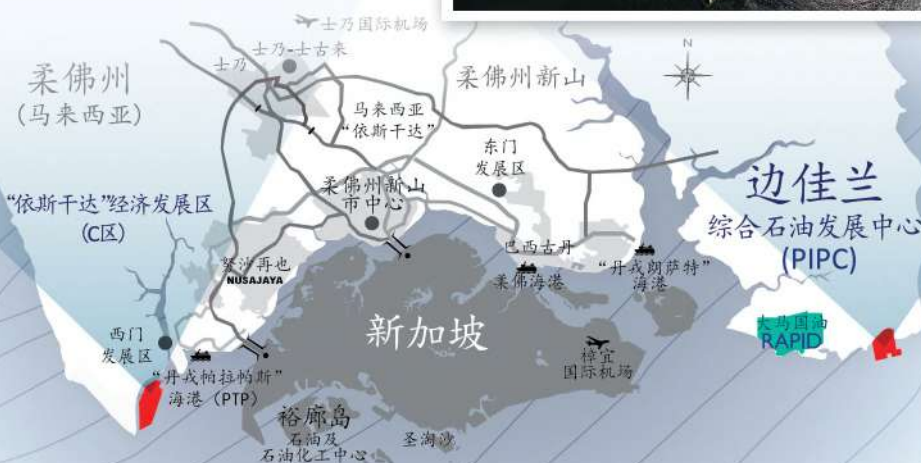 士乃国际机场
士乃-士古来
士乃
柔佛州
(马来西亚)
柔佛州新山
N
马来西亚
“依斯干达”
东门
发展区
边佳兰
综合石油发展中心
(PIPC)
“依斯干达”经济发展区
(C区)
柔佛州新山
市中心
巴西古丹
柔佛海港
“丹戎朗萨特”
海港
努沙再也
NUSAJAYA
新加坡
大马国油
RAPID
西门
发展区
樟宜
国际机场
“丹戎帕拉帕斯”
海港 (PTP)
裕廊岛
石油及
石油化工中心
圣淘沙